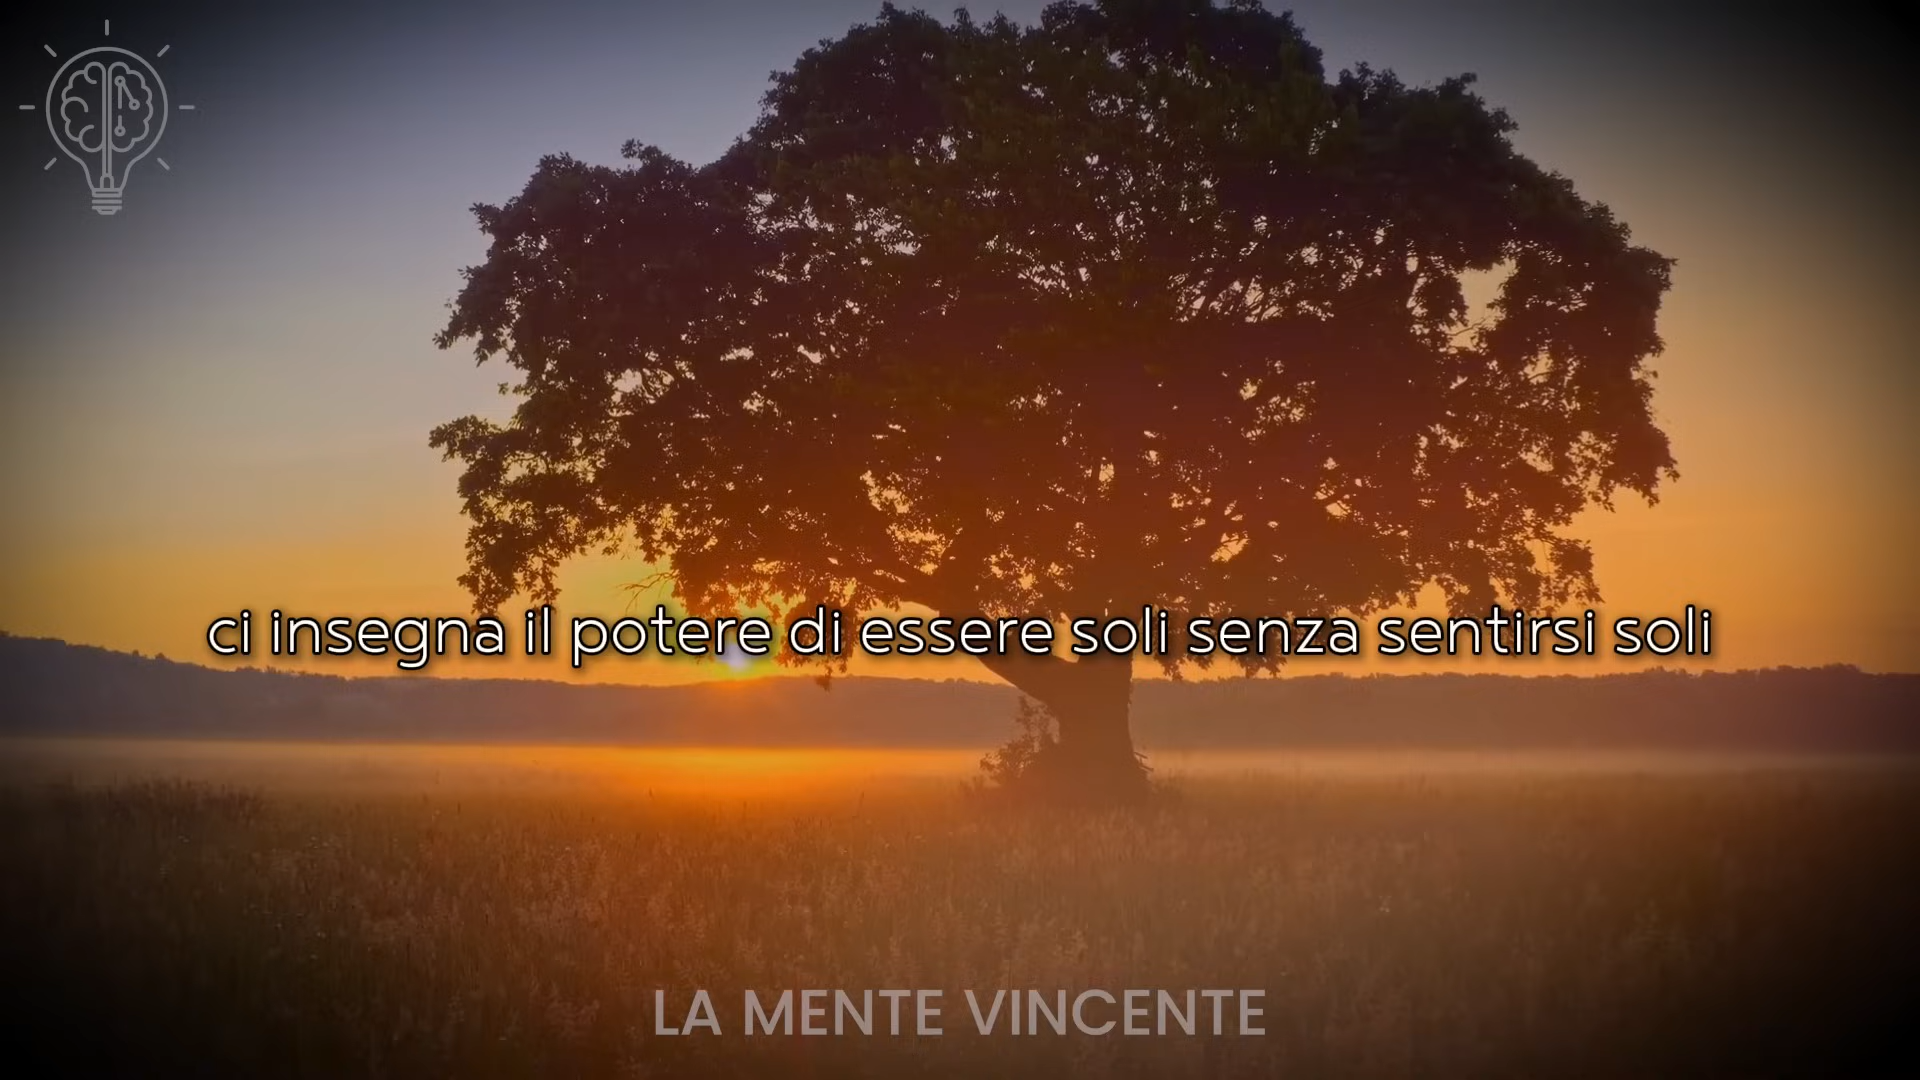 ci insegna il potere di essere soli senza sentirsi soli
LA MENTE VINCENTE